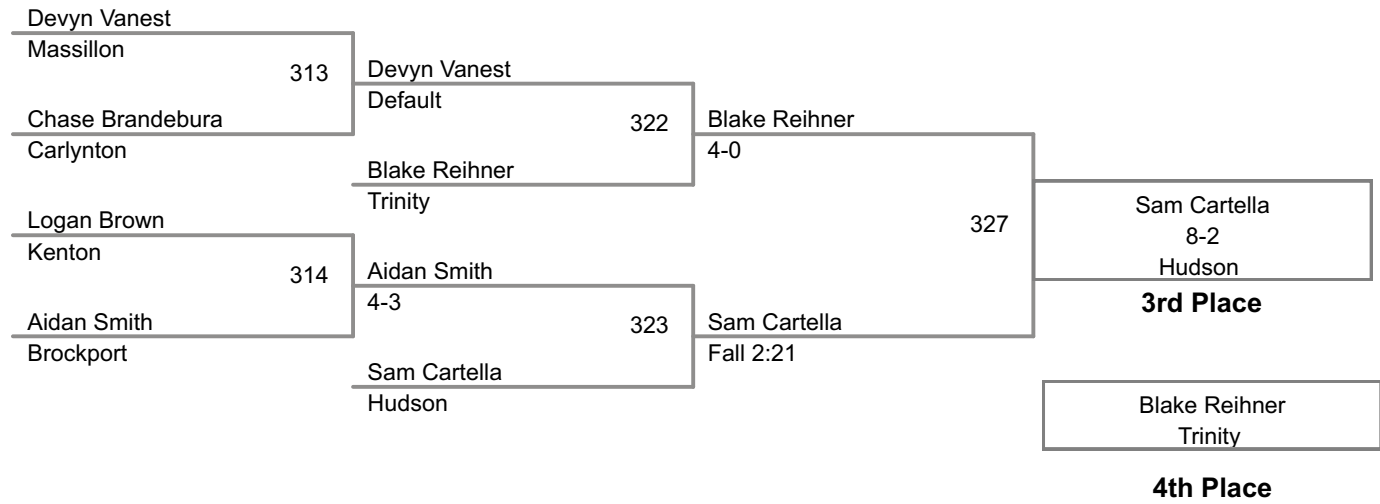 Devyn Vanest
Massillon
313
Devyn Vanest
Default
Chase Brandebura
Carlynton
322
Blake Reihner
4-0
Blake Reihner
Trinity
Logan Brown
Kenton
327
Sam Cartella
8-2
Hudson
3rd Place
314
Aidan Smith
4-3
Aidan Smith
Brockport
323
Sam Cartella
Fall 2:21
Sam Cartella
Hudson
Blake Reihner
Trinity
4th Place